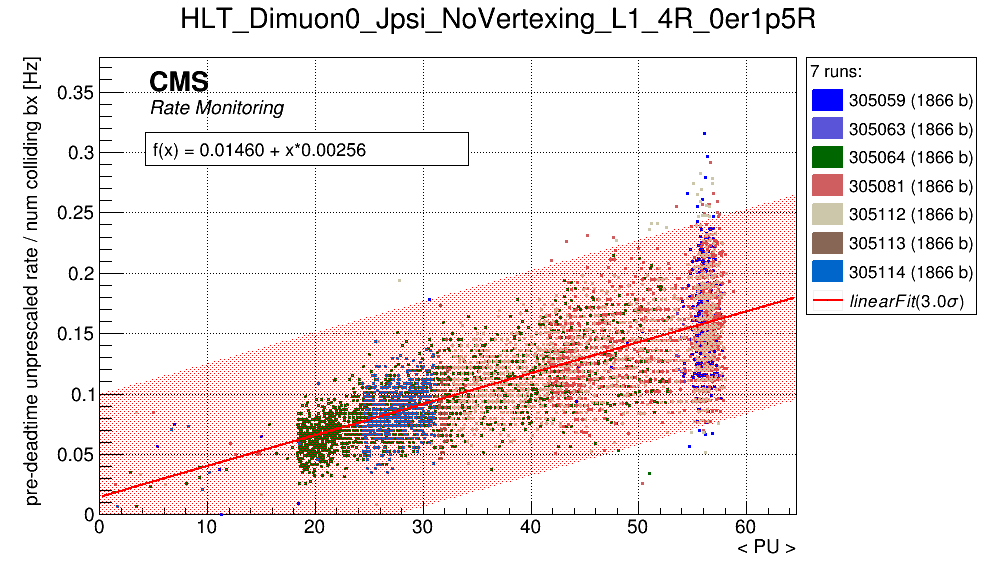 HLT_Dimuon0_Jpsi_NoVertexing_L1_4R_0er1p5R
pre-deadtime unprescaled rate / num colliding bx [Hz]
CMS
Rate Monitoring
f(x) = 0.01460 + x*0.00256
0.35
0.3
0.25
0.2
0.15
0.1
0.05
0
0 10 20 30 40 50 60
< PU >
7 runs:
305059 (1866 b)
305063 (1866 b)
305064 (1866 b)
305081 (1866 b)
305112 (1866 b)
305113 (1866 b)
305114 (1866 b)
linearFit(3.0σ)